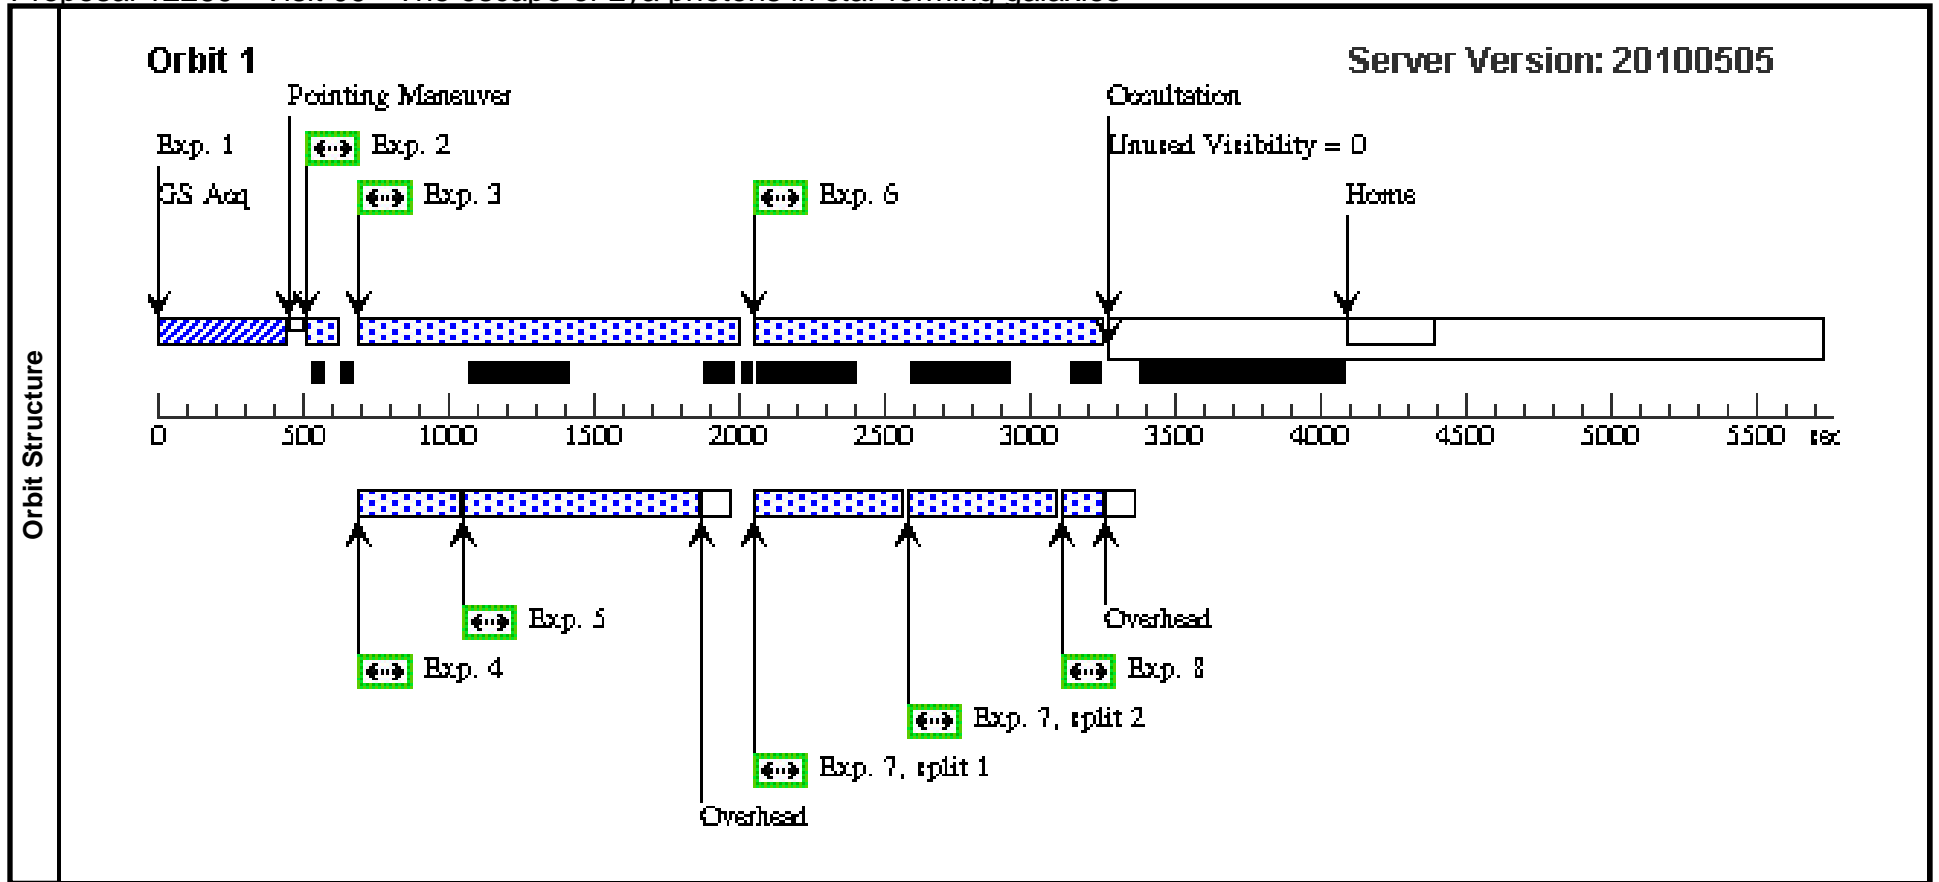 Orbit Structure
Orbit 1
Server Version: 20100505
Pointing Maneuver
Occultation
Exp. 1
Exp. 2
Unused Visibility = 0
GS Acq
Exp. 3
Exp. 6
Home
0 500 1000 1500 2000 2500 3000 3500 4000 4500 5000 5500 sec
Exp. 5
Overhead
Exp. 4
Exp. 8
Exp. 7, split 2
Exp. 7, split 1
Overhead